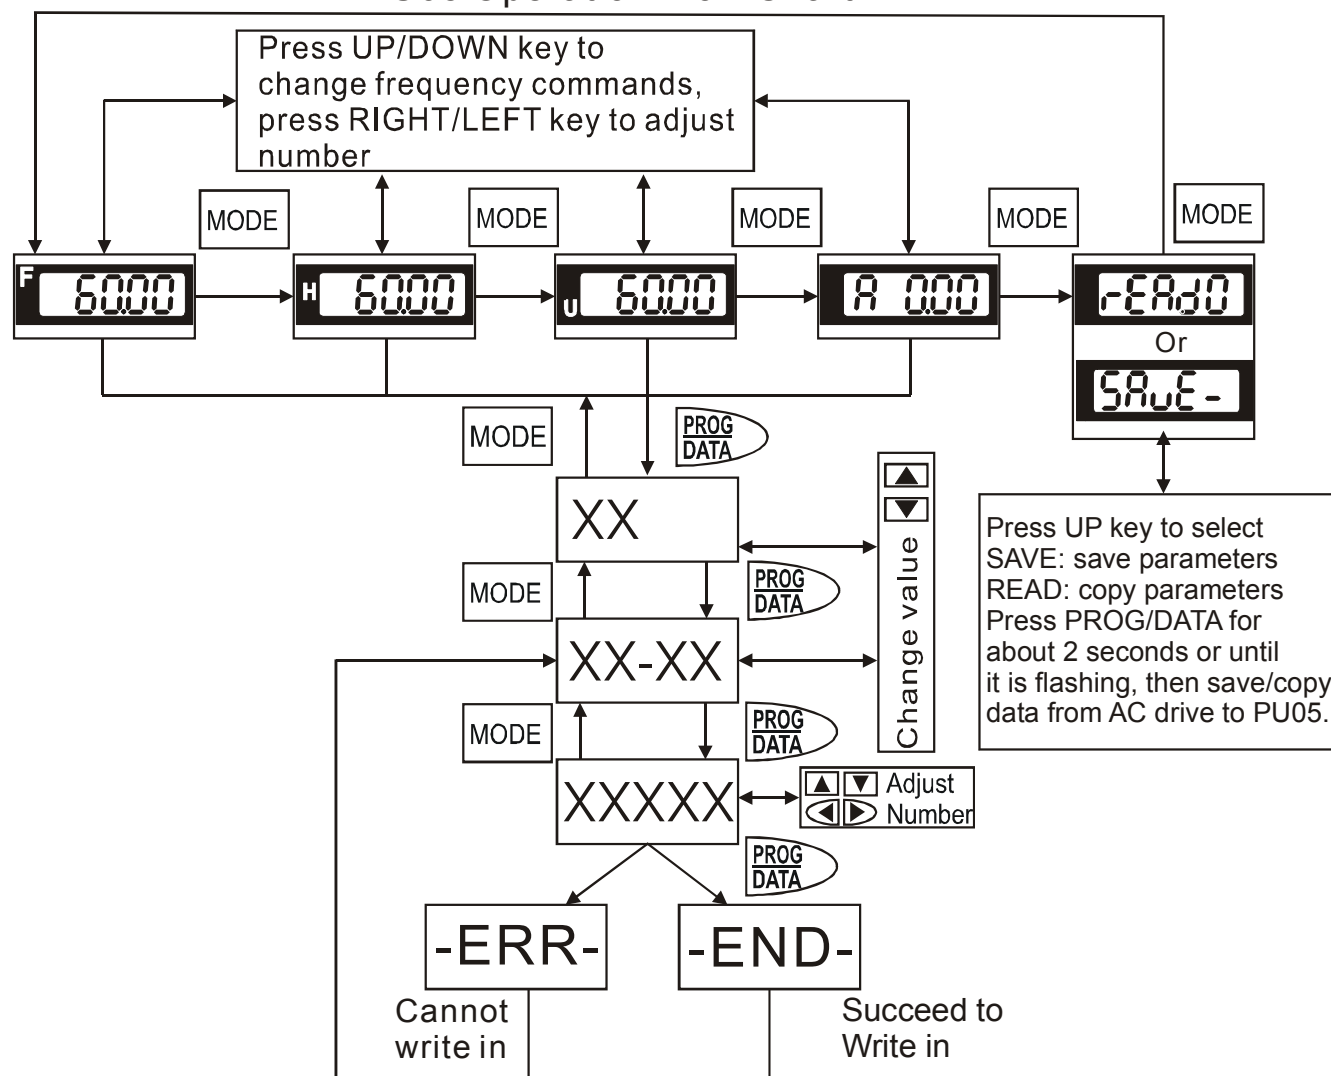 Press UP/DOWN key to
change frequency commands,
press RIGHT/LEFT key to adjust
number
MODE
MODE
MODE
MODE
MODE
F 60.00
H 60.00
U 60.00
A 0.00
rEAd0
Or
SAvE-
MODE
PROG
DATA
XX
MODE
PROG
DATA
XX-XX
MODE
PROG
DATA
XXXXX
Change value
Press UP key to select
SAVE: save parameters
READ: copy parameters
Press PROG/DATA for
about 2 seconds or until
it is flashing, then save/copy
data from AC drive to PU05.
Adjust
Number
PROG
DATA
-ERR-
-END-
Cannot
write in
Succeed to
Write in